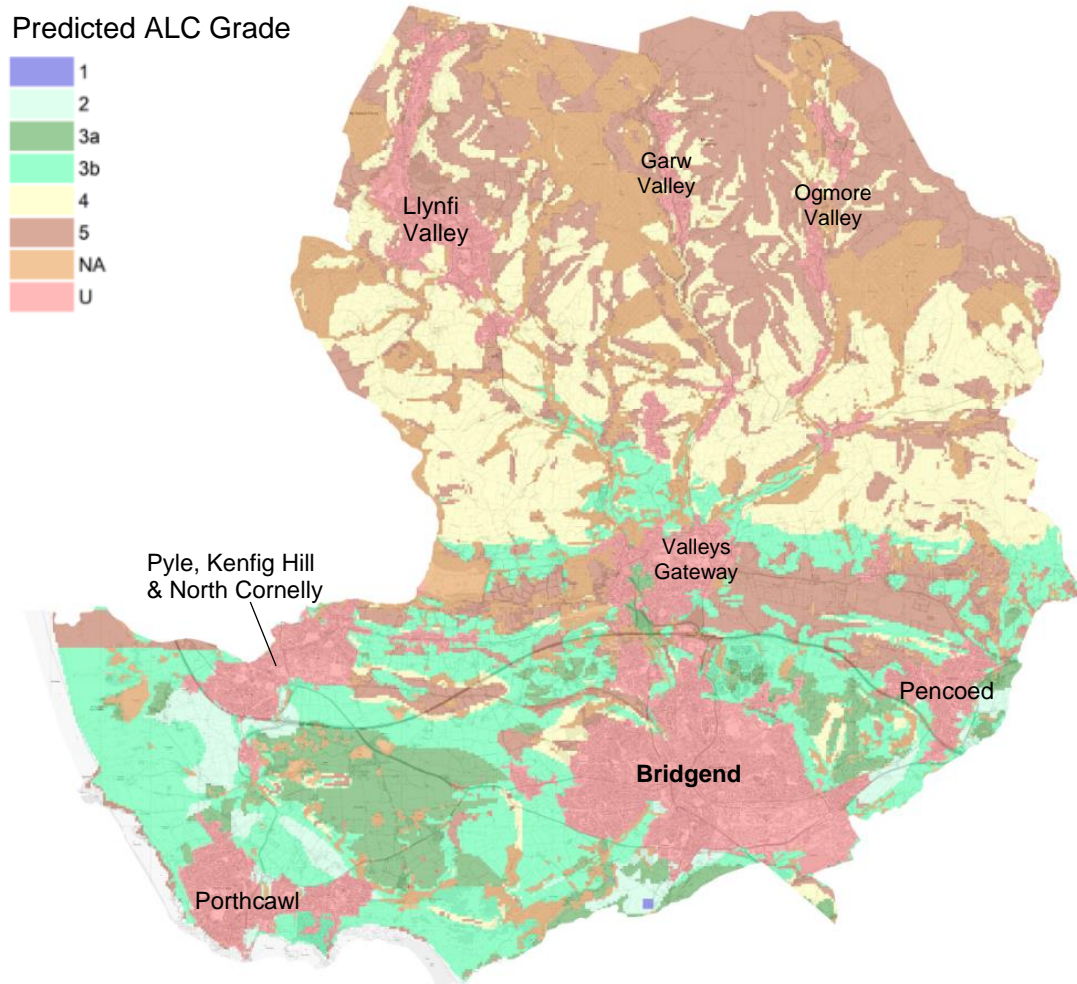 Predicted ALC Grade
1
2
3a
3b
4
5
NA
U
Garw
Valley
Ogmore
Valley
Llynfi
Valley
Valleys
Gateway
Pyle, Kenfig Hill
& North Cornelly
Pencoed
Bridgend
Porthcawl